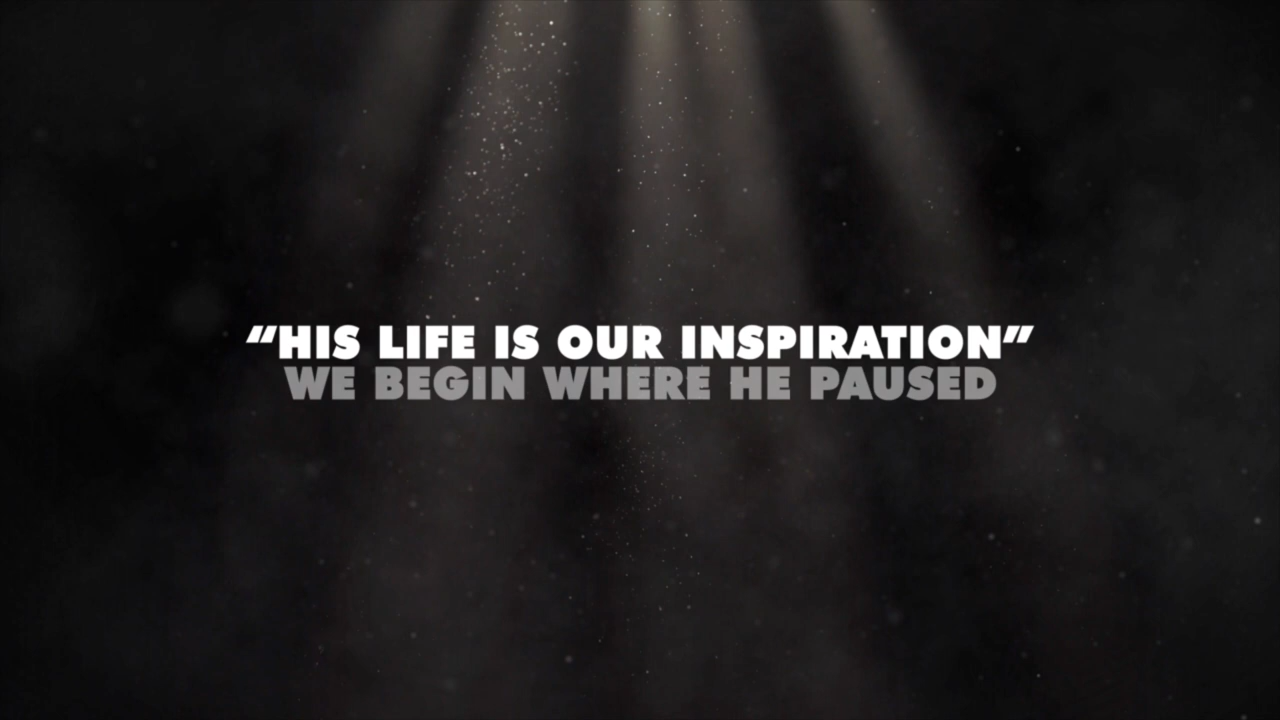 “HIS LIFE IS OUR INSPIRATION”
WE BEGIN WHERE HE PAUSED